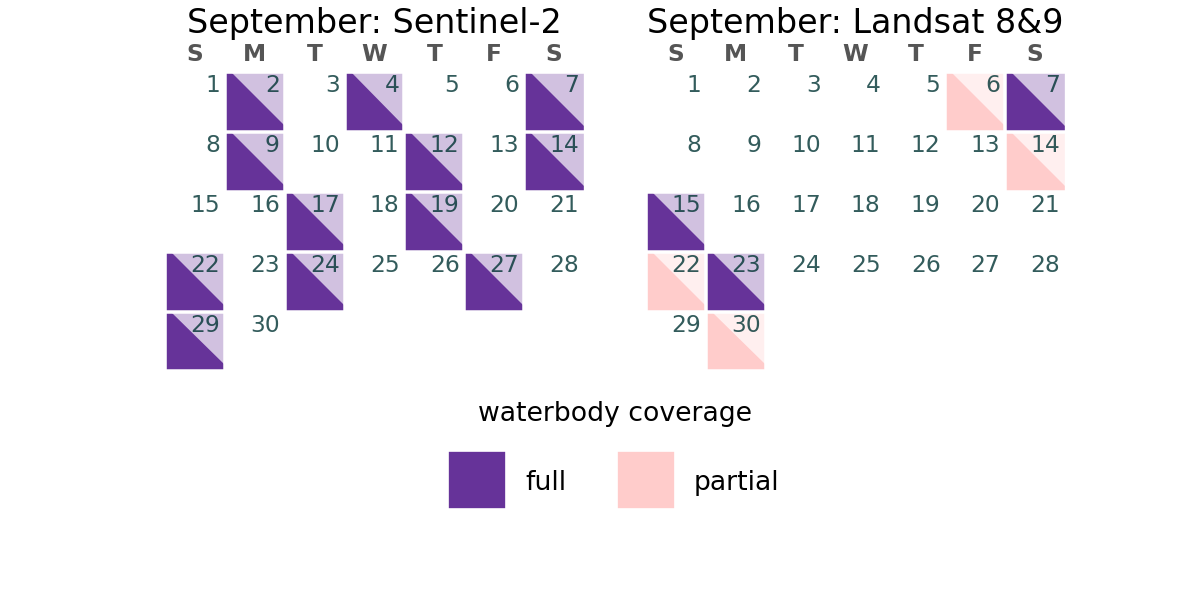 September: Sentinel-2
S M T W T F S
1 2 3 4 5 6 7
8 9 10 11 12 13 14
15 16 17 18 19 20 21
22 23 24 25 26 27 28
29 30
September: Landsat 8&9
S M T W T F S
1 2 3 4 5 6 7
8 9 10 11 12 13 14
15 16 17 18 19 20 21
22 23 24 25 26 27 28
29 30
waterbody coverage
full partial